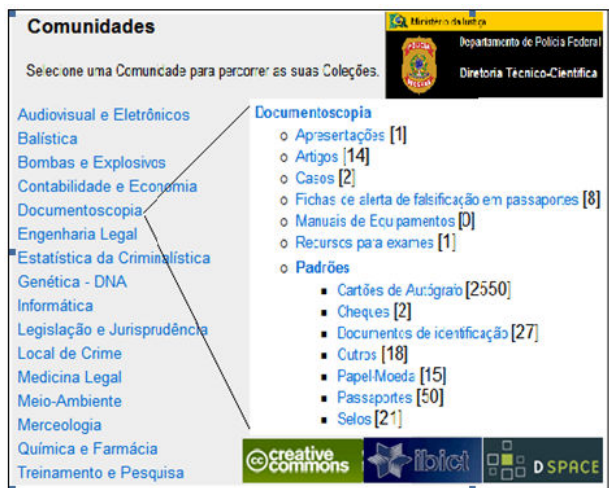 Comunidades
Selecione uma Comunidade para percorrer as suas Coleções.
Ministério da Justiça
Departamento de Polícia Federal
Diretoria Técnico-Científica
Audiovisual e Eletrônicos
Balística
Bombas e Explosivos
Contabilidade e Economia
Documentoscopia
Engenharia Legal
Estatística da Criminalística
Genética - DNA
Informática
Legislação e Jurisprudência
Local de Crime
Medicina Legal
Meio-Ambiente
Merceologia
Química e Farmácia
Treinamento e Pesquisa
Documentoscopia
o Apresentações [1]
o Artigos [14]
o Casos [2]
o Fichas de alerta de falsificação em passaportes [8]
o Manuais de Equipamentos [0]
o Recursos para exames [1]
o Padrões
▪ Cartões de Autógrafo [2550]
▪ Cheques [2]
▪ Documentos de identificação [27]
▪ Outros [18]
▪ Papel-Moeda [15]
▪ Passaportes [50]
▪ Selos [21]
cc creative commons
ibict
DSPACE